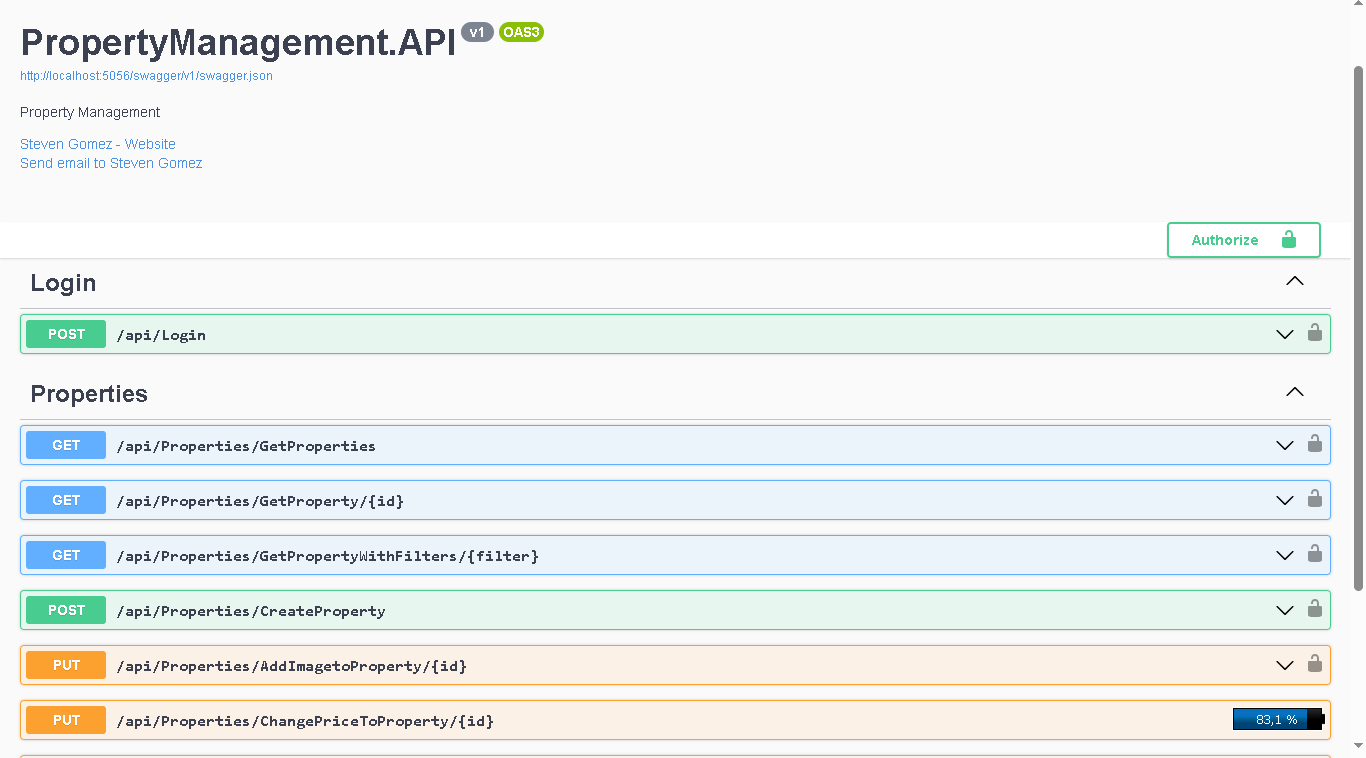 PropertyManagement.API v1 OAS3
http://localhost:5056/swagger/v1/swagger.json
Property Management
Steven Gomez - Website
Send email to Steven Gomez
Authorize
Login
POST /api/Login
Properties
GET /api/Properties/GetProperties
GET /api/Properties/GetProperty/{id}
GET /api/Properties/GetPropertyWithFilters/{filter}
POST /api/Properties/CreateProperty
PUT /api/Properties/AddImagetoProperty/{id}
PUT /api/Properties/ChangePriceToProperty/{id} 83,1 %